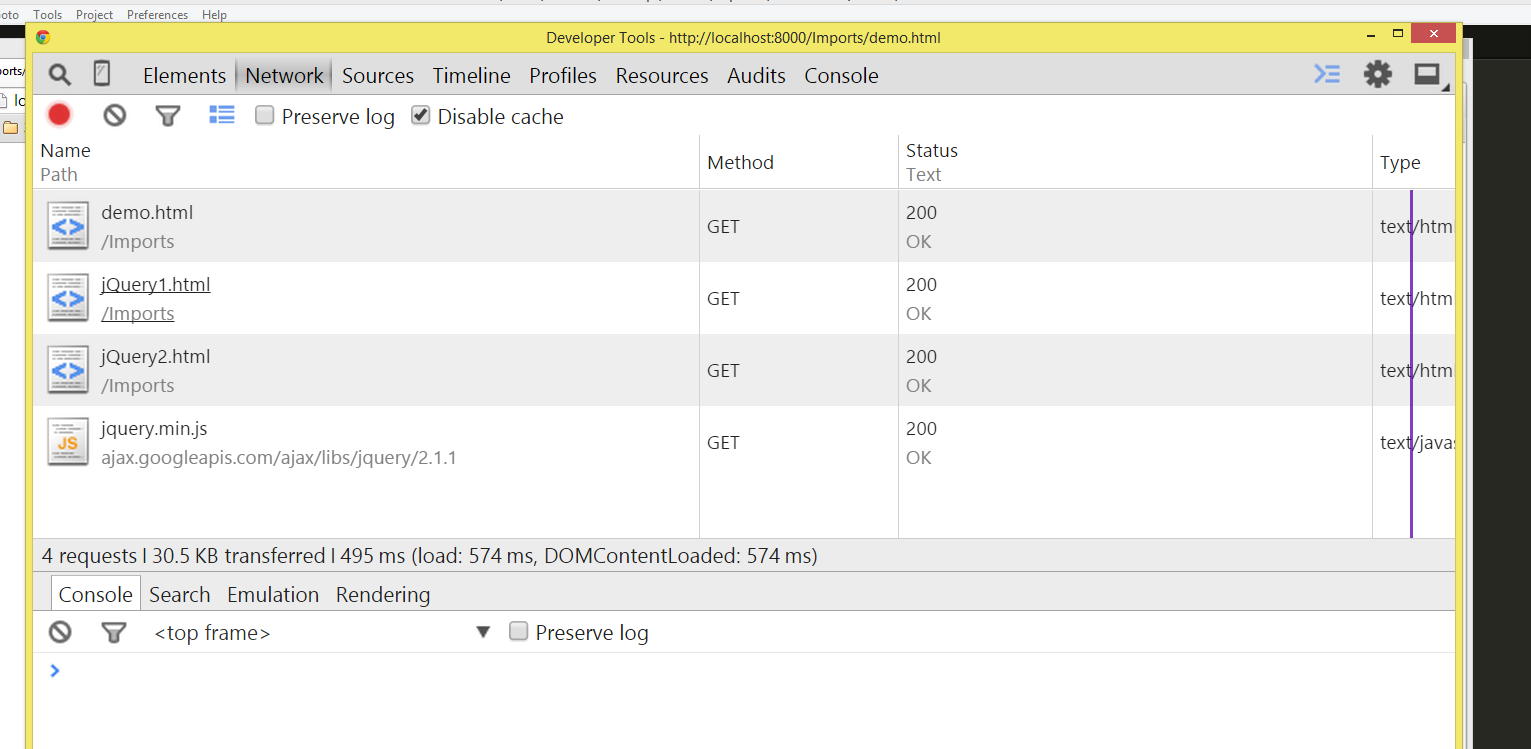 Tools Project Preferences Help
Developer Tools - http://localhost:8000/Imports/demo.html
Elements Network Sources Timeline Profiles Resources Audits Console
Preserve log Disable cache
Name
Path
Method
Status
Text
Type
demo.html
/Imports
GET
200
OK
text/htm
jQuery1.html
/Imports
GET
200
OK
text/htm
jQuery2.html
/Imports
GET
200
OK
text/htm
JS
jquery.min.js
ajax.googleapis.com/ajax/libs/jquery/2.1.1
GET
200
OK
text/javas
4 requests | 30.5 KB transferred | 495 ms (load: 574 ms, DOMContentLoaded: 574 ms)
Console Search Emulation Rendering
<top frame> ▼ Preserve log